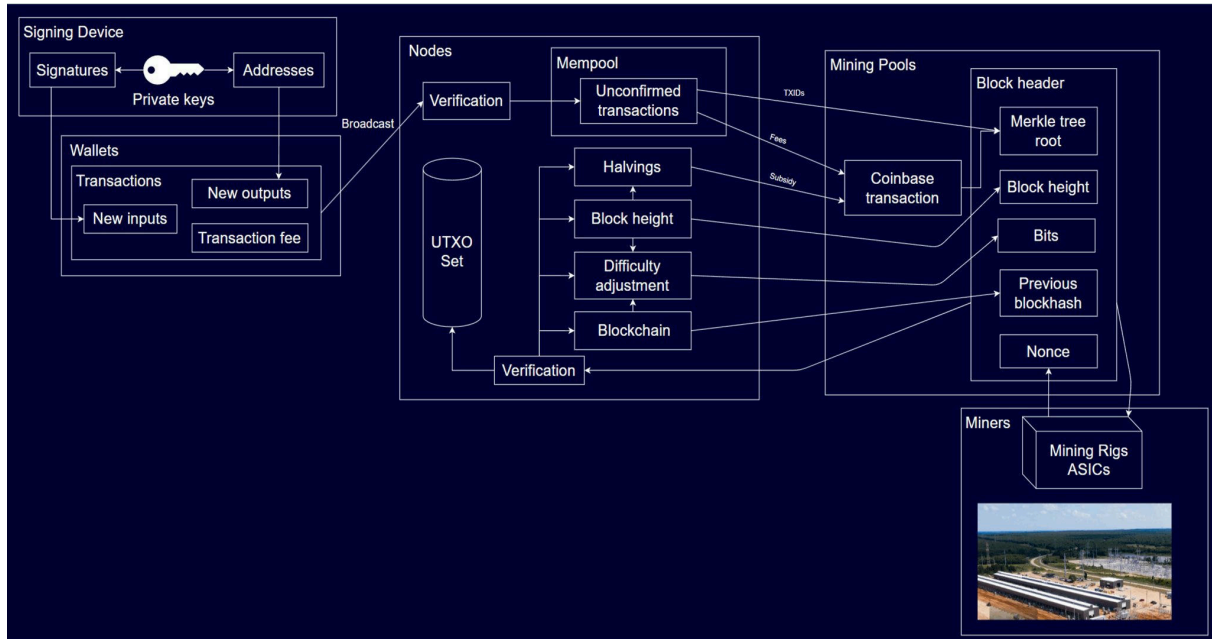 Signing Device
Signatures
Addresses
Private keys
Wallets
Transactions
New outputs
New inputs
Transaction fee
Broadcast
Nodes
Verification
Mempool
Unconfirmed
transactions
Halvings
Block height
UTXO
Set
Difficulty
adjustment
Blockchain
Verification
TXIDs
Fees
Subsidy
Mining Pools
Block header
Merkle tree
root
Coinbase
transaction
Block height
Bits
Previous
blockhash
Nonce
Miners
Mining Rigs
ASICs